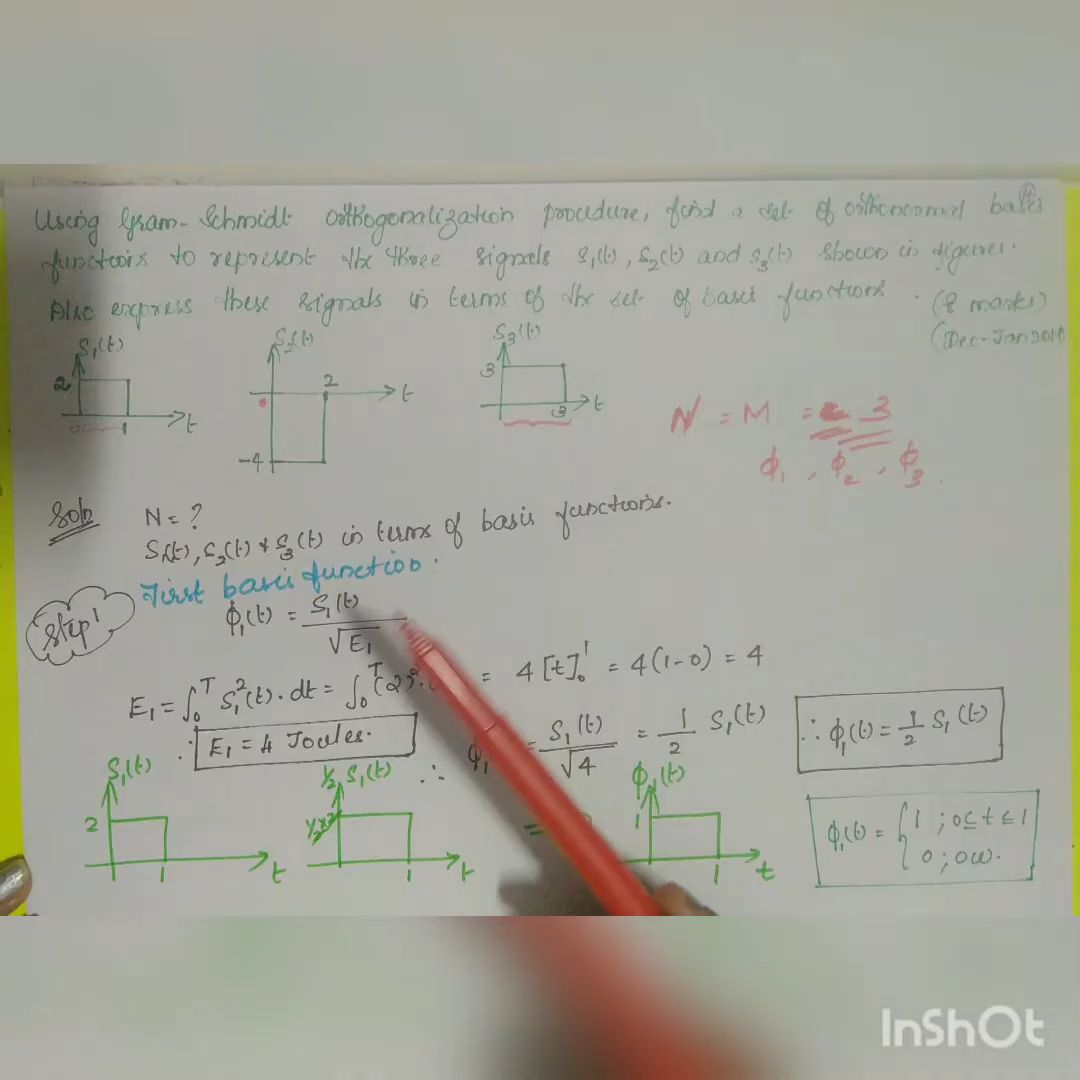 Using Gram-Schmidt orthogonalization procedure, find a set of orthonormal basis
functions to represent the three signals S₁(t), S₂(t) and S₃(t) shown in figures.
Also express these signals in terms of the set of basis functions. (8 marks)
(Dec-Jan
S₁(t) S₂(t) S₃(t)
2 1 t
2 t -4
3 3 t
N = M = 3
ϕ₁, ϕ₂, ϕ₃.
Soln N = ?
S₁(t), S₂(t) & S₃(t) in terms of basis functions.
First basis function.
Step 1 ϕ₁(t) = S₁(t) / √E₁
E₁ = ∫₀ᵀ S₁²(t)·dt = ∫₀ᵀ (2)². = 4[t]₀¹ = 4(1-0) = 4
∴ E₁ = 4 Joules.
∴ ϕ₁ = S₁(t) / √4 = 1/2 S₁(t)
∴ ϕ₁(t) = 1/2 S₁(t)
S₁(t) 2 1 t
1/2 S₁(t) 1/2×2 1 t
=
ϕ₁(t) 1 1 t
ϕ₁(t) = { 1 ; 0≤t≤1
0 ; ow.
InShOt